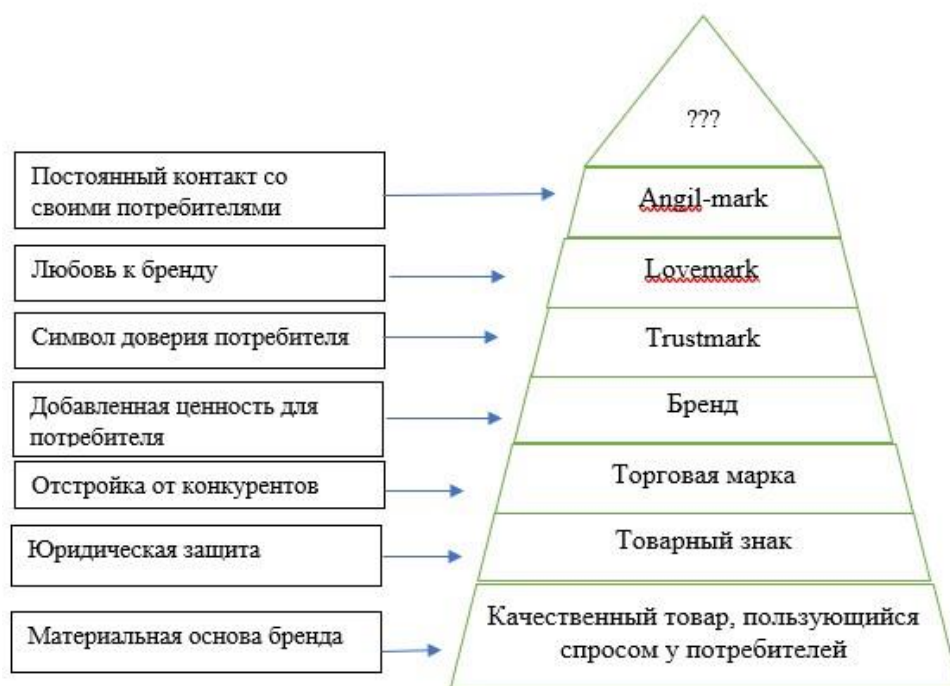 ???
Постоянный контакт со
своими потребителями
Angil-mark
Любовь к бренду
Lovemark
Символ доверия потребителя
Trustmark
Добавленная ценность для
потребителя
Бренд
Отстройка от конкурентов
Торговая марка
Юридическая защита
Товарный знак
Материальная основа бренда
Качественный товар, пользующийся
спросом у потребителей